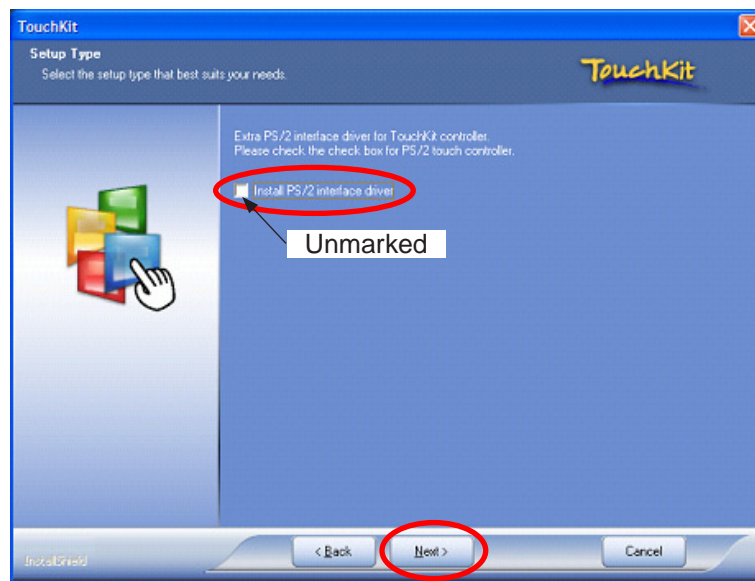 TouchKit
Setup Type
Select the setup type that best suits your needs.
TouchKit
Extra PS/2 interface driver for TouchKit controller.
Please check the check box for PS/2 touch controller.
Install PS/2 interface driver
Unmarked
InstallShield
< Back
Next >
Cancel